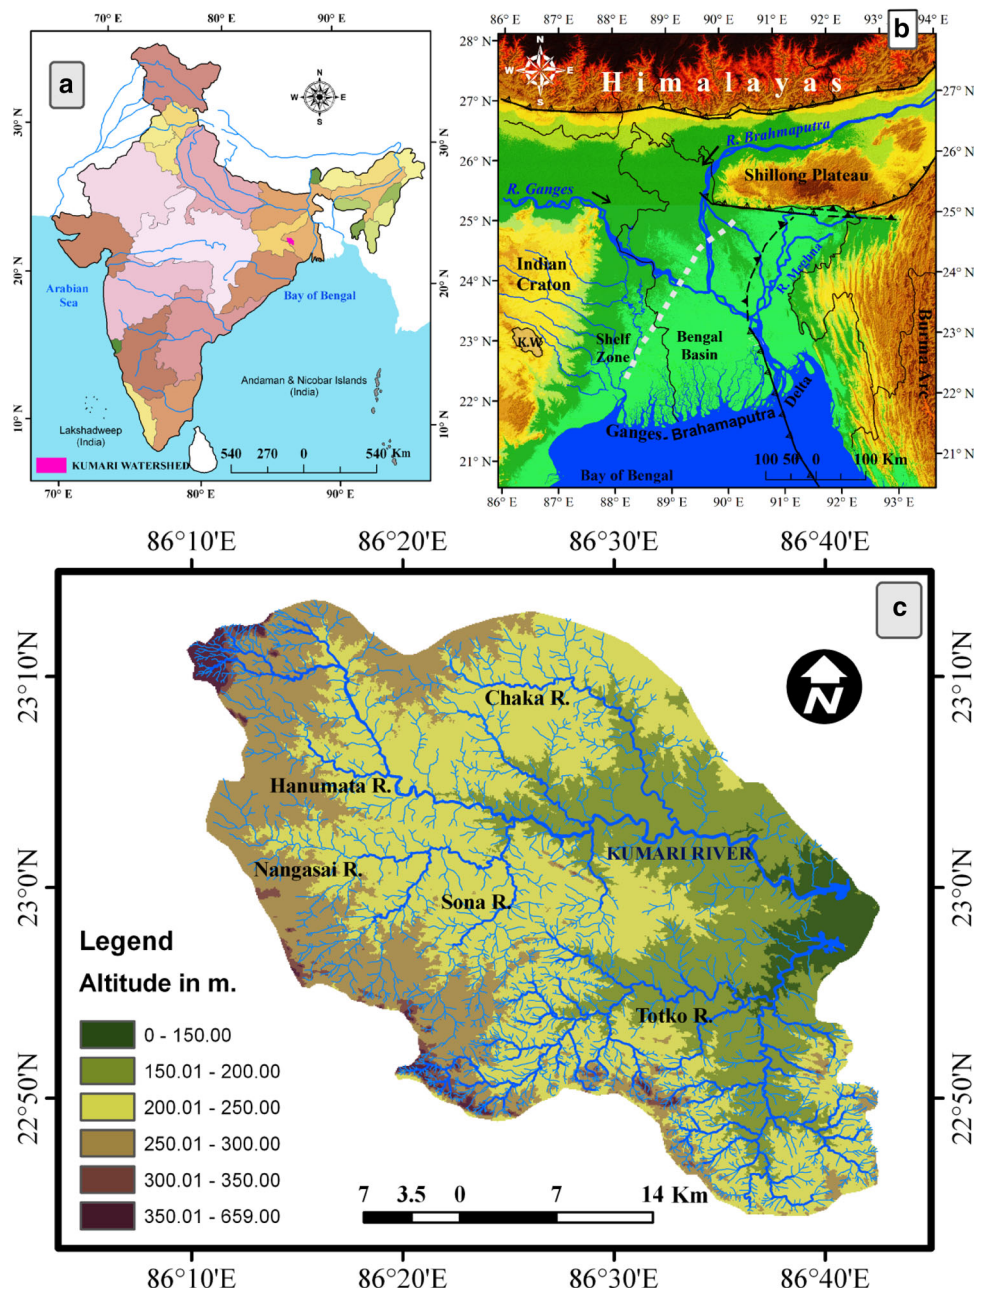 70° E 80° E 90° E
a
N
W E
S
30° N
20° N
10° N
30° N
20° N
10° N
Arabian
Sea
Bay of Bengal
Andaman & Nicobar Islands
(India)
Lakshadweep
(India)
KUMARI WATERSHED
540 270 0 540 Km
70° E 80° E 90° E
86° E 87° E 88° E 89° E 90° E 91° E 92° E 93° E 94° E
b
28° N
27° N
26° N
25° N
24° N
23° N
22° N
21° N
27° N
26° N
25° N
24° N
23° N
22° N
21° N
N
W E
S
Himalayas
R. Brahmaputra
Shillong Plateau
R. Ganges
Indian
Craton
R. Meghna
K.W
Shelf
Zone
Bengal
Basin
Burma Arc
Ganges- Brahamaputra Delta
Bay of Bengal
100 50 0 100 Km
86° E 87° E 88° E 89° E 90° E 91° E 92° E 93° E
86°10'E 86°20'E 86°30'E 86°40'E
c
23°10'N
23°0'N
22°50'N
23°10'N
23°0'N
22°50'N
N
Chaka R.
Hanumata R.
KUMARI RIVER
Nangasai R.
Sona R.
Totko R.
Legend
Altitude in m.
0 - 150.00
150.01 - 200.00
200.01 - 250.00
250.01 - 300.00
300.01 - 350.00
350.01 - 659.00
7 3.5 0 7 14 Km
86°10'E 86°20'E 86°30'E 86°40'E